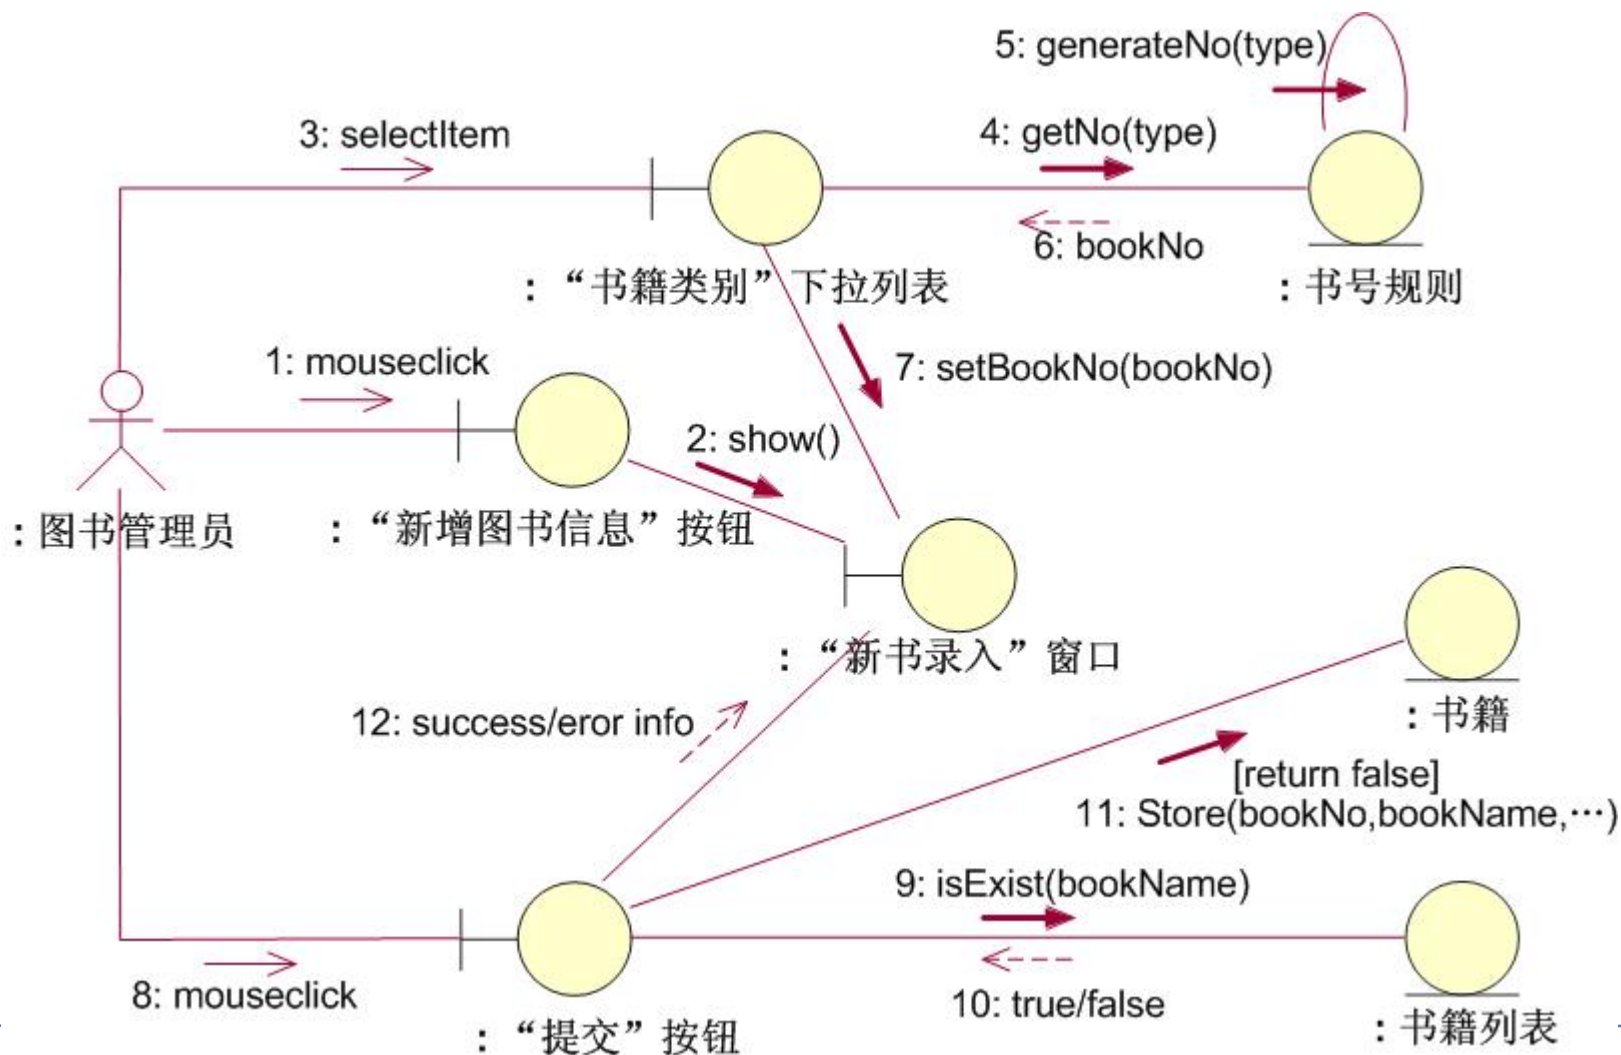 5: generateNo(type)
3: selectItem
4: getNo(type)
6: bookNo
:“书籍类别”下拉列表
:书号规则
1: mouseclick
7: setBookNo(bookNo)
2: show()
:图书管理员
:“新增图书信息”按钮
:“新书录入”窗口
12: success/eror info
:书籍
[return false]
11: Store(bookNo,bookName,⋯)
9: isExist(bookName)
8: mouseclick
10: true/false
:“提交”按钮
:书籍列表